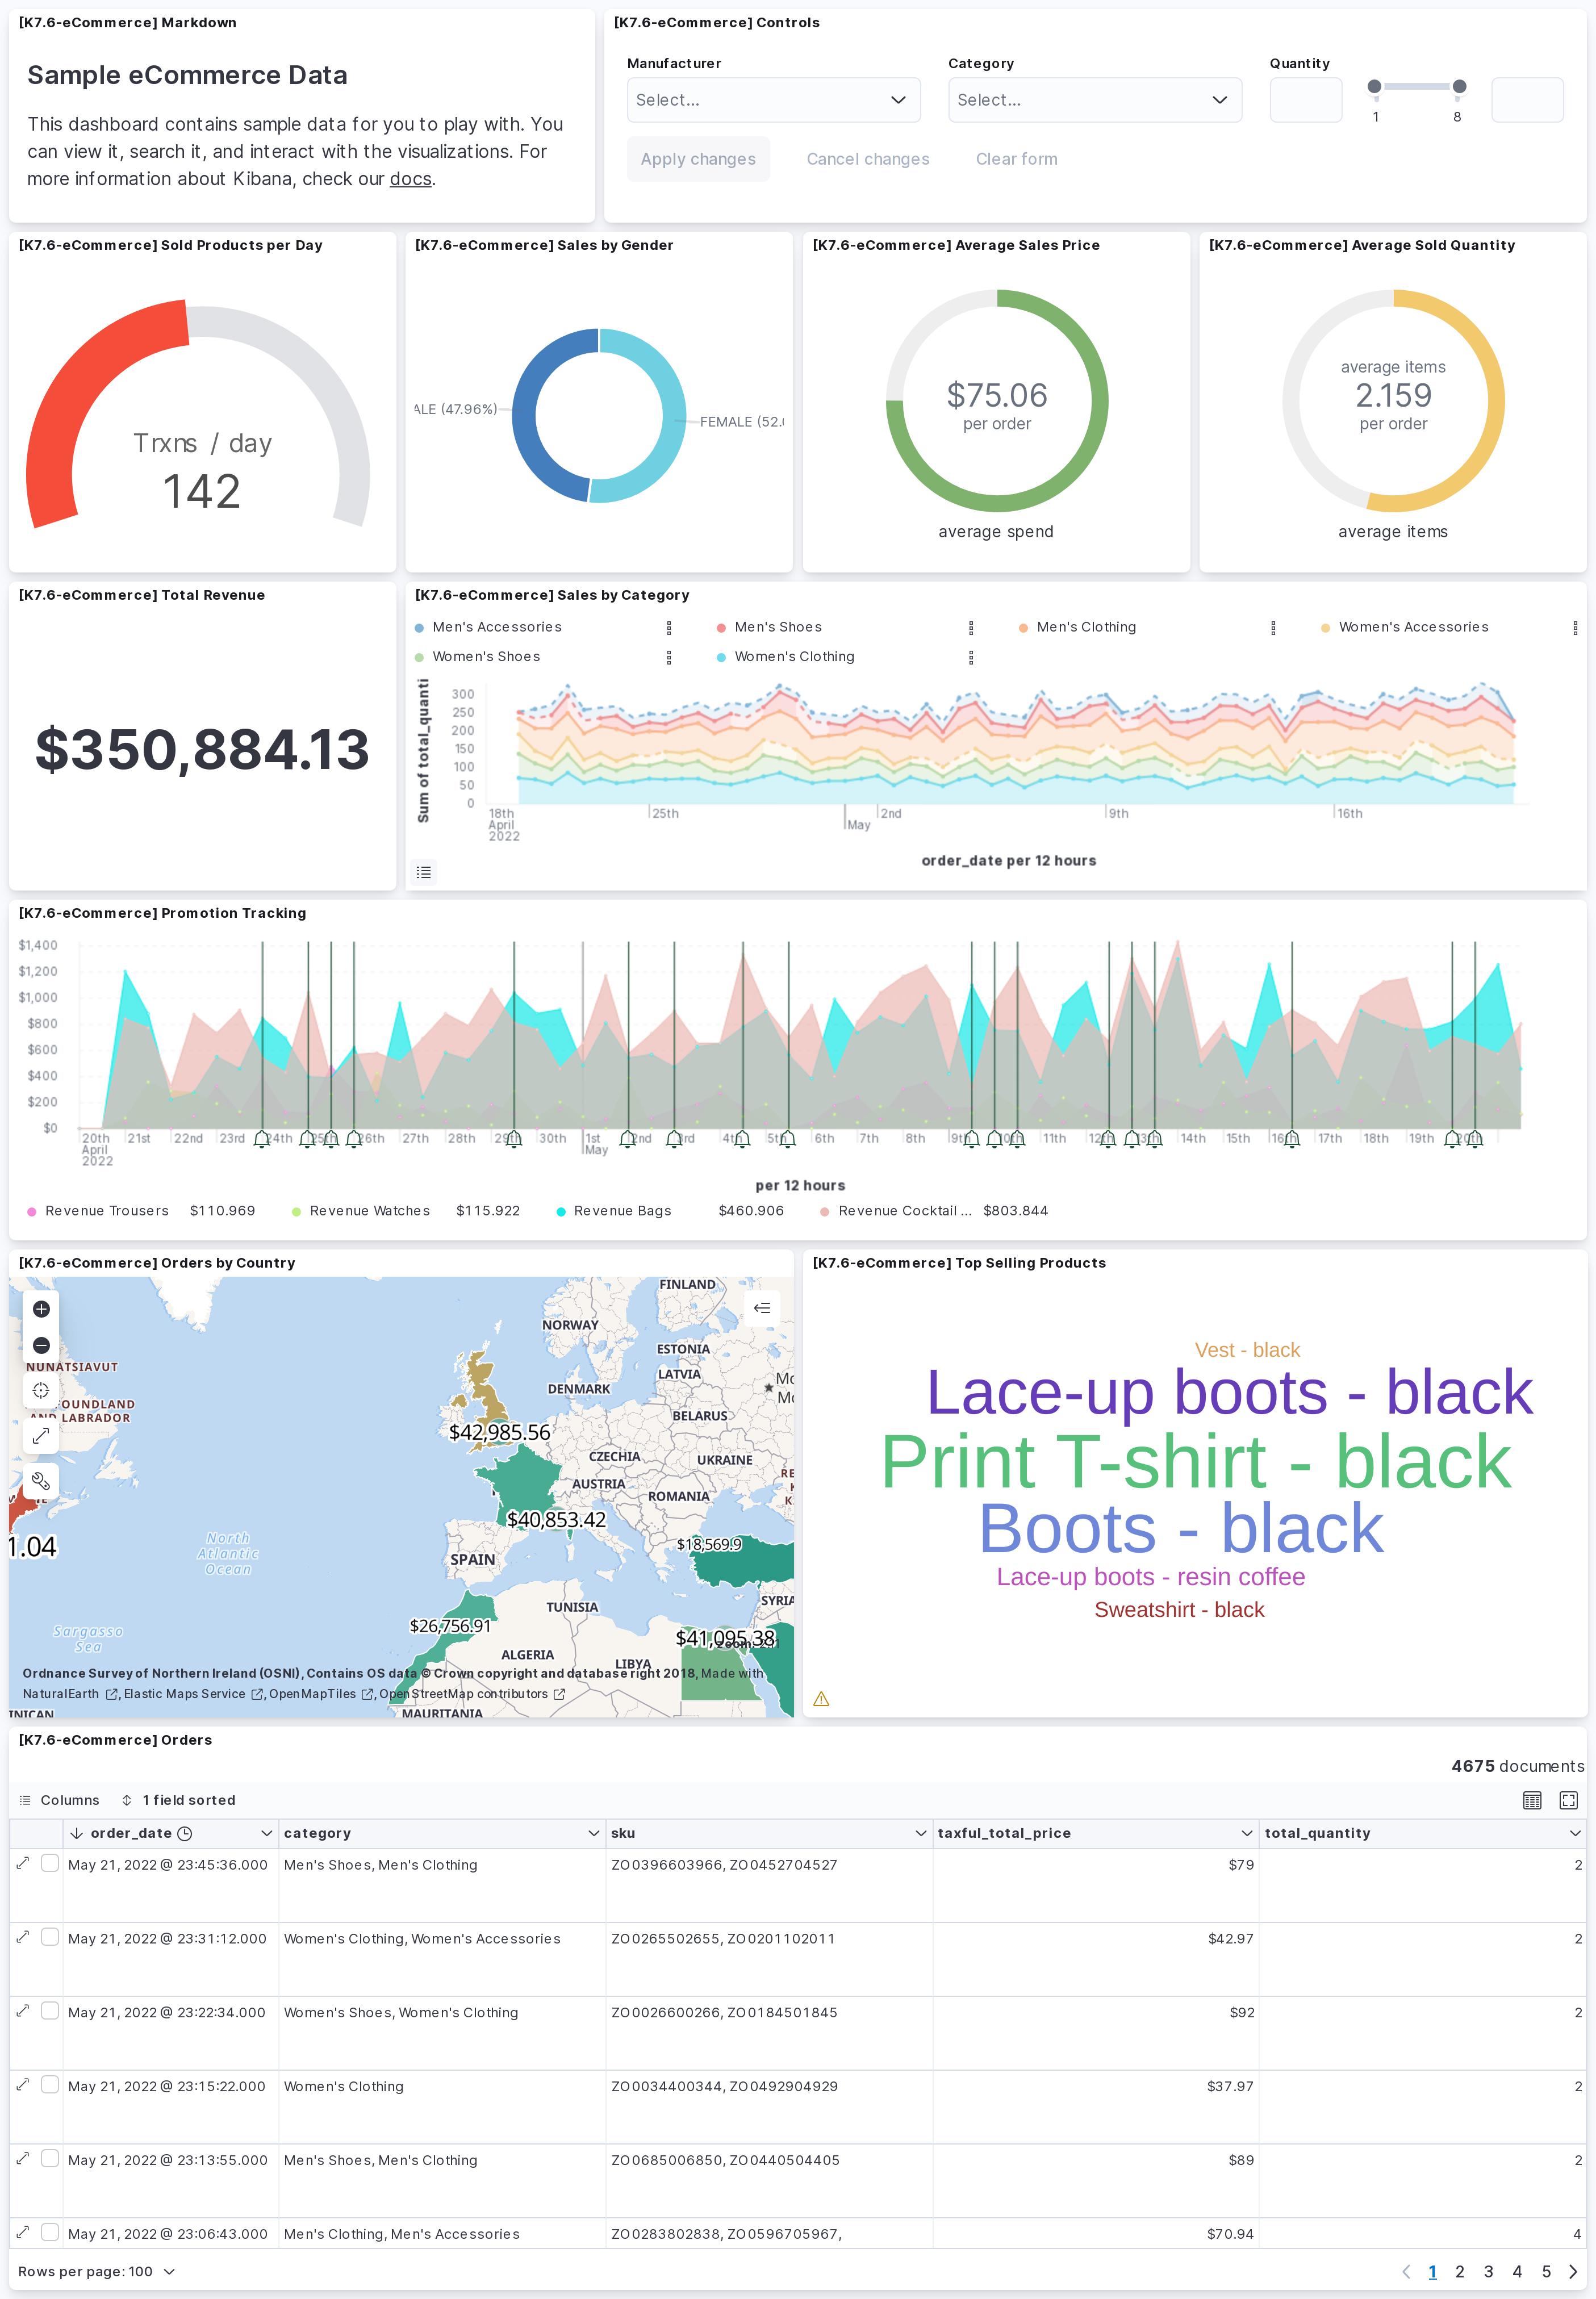 [K7.6-eCommerce] Markdown
Sample eCommerce Data
This dashboard contains sample data for you to play with. You
can view it, search it, and interact with the visualizations. For
more information about Kibana, check our docs.
[K7.6-eCommerce] Controls
Manufacturer
Select...
Category
Select...
Quantity
1
8
Apply changes
Cancel changes
Clear form
[K7.6-eCommerce] Sold Products per Day
Trxns / day
142
[K7.6-eCommerce] Sales by Gender
ALE (47.96%)
FEMALE (52.
[K7.6-eCommerce] Average Sales Price
$75.06
per order
average spend
[K7.6-eCommerce] Average Sold Quantity
average items
2.159
per order
average items
[K7.6-eCommerce] Total Revenue
$350,884.13
[K7.6-eCommerce] Sales by Category
Men's Accessories
Men's Shoes
Men's Clothing
Women's Accessories
Women's Shoes
Women's Clothing
Sum of total_quanti
300
250
200
150
100
50
0
18th
April
2022
25th
May
2nd
9th
16th
order_date per 12 hours
[K7.6-eCommerce] Promotion Tracking
$1,400
$1,200
$1,000
$800
$600
$400
$200
$0
20th
April
2022
21st
22nd
23rd
24th
25th
26th
27th
28th
29th
30th
1st
May
2nd
3rd
4th
5th
6th
7th
8th
9th
10th
11th
12th
13th
14th
15th
16th
17th
18th
19th
20th
per 12 hours
Revenue Trousers $110.969
Revenue Watches $115.922
Revenue Bags $460.906
Revenue Cocktail ... $803.844
[K7.6-eCommerce] Orders by Country
FINLAND
NORWAY
ESTONIA
NUNATSIAVUT
LATVIA
DENMARK
Mo
Mc
OUNDLAND
AND LABRADOR
BELARUS
$42,985.56
CZECHIA
UKRAINE
AUSTRIA
ROMANIA
$40,853.42
1.04
North
Atlantic
Ocean
$18,569.9
SPAIN
SYRIA
TUNISIA
$26,756.91
Sargasso
Sea
$41,095.38
ALGERIA
LIBYA
Ordnance Survey of Northern Ireland (OSNI), Contains OS data © Crown copyright and database right 2018, Made with
NaturalEarth , Elastic Maps Service , OpenMapTiles , OpenStreetMap contributors
NICAN
MAURITANIA
[K7.6-eCommerce] Top Selling Products
Vest - black
Lace-up boots - black
Print T-shirt - black
Boots - black
Lace-up boots - resin coffee
Sweatshirt - black
[K7.6-eCommerce] Orders
4675 documents
Columns
1 field sorted
order_date category sku taxful_total_price total_quantity
May 21, 2022 @ 23:45:36.000 Men's Shoes, Men's Clothing ZO0396603966, ZO0452704527 $79 2
May 21, 2022 @ 23:31:12.000 Women's Clothing, Women's Accessories ZO0265502655, ZO0201102011 $42.97 2
May 21, 2022 @ 23:22:34.000 Women's Shoes, Women's Clothing ZO0026600266, ZO0184501845 $92 2
May 21, 2022 @ 23:15:22.000 Women's Clothing ZO0034400344, ZO0492904929 $37.97 2
May 21, 2022 @ 23:13:55.000 Men's Shoes, Men's Clothing ZO0685006850, ZO0440504405 $89 2
May 21, 2022 @ 23:06:43.000 Men's Clothing, Men's Accessories ZO0283802838, ZO0596705967, $70.94 4
Rows per page: 100
1 2 3 4 5